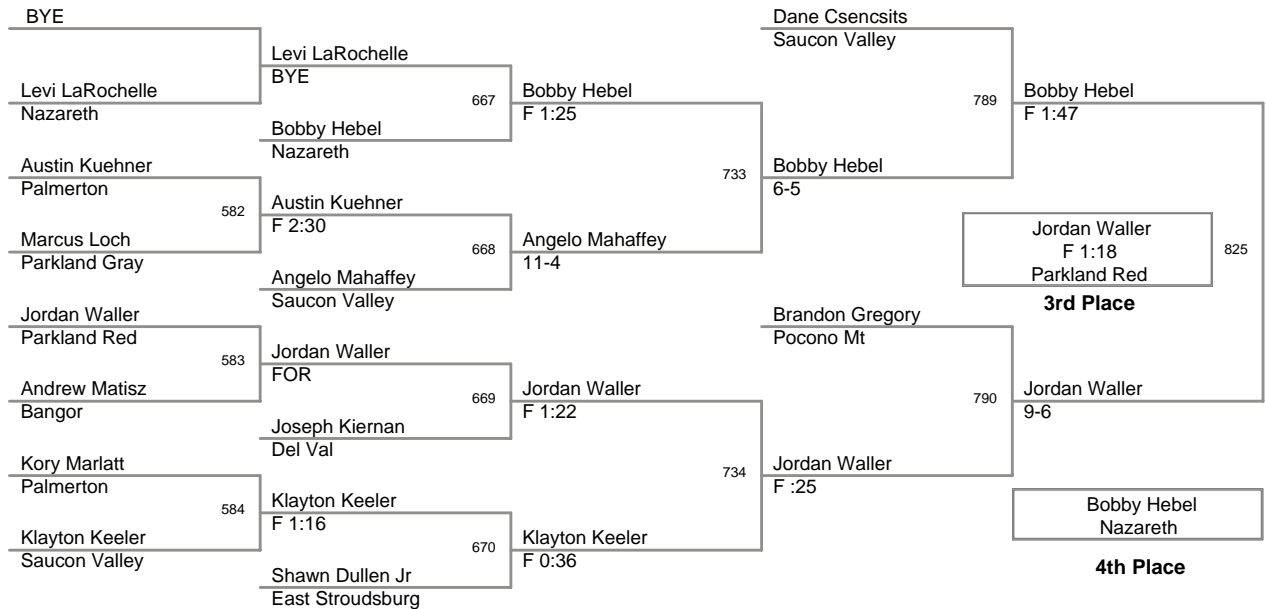 BYE
Levi LaRochelle
Nazareth
Austin Kuehner
Palmerton
Marcus Loch
Parkland Gray
Jordan Waller
Parkland Red
Andrew Matisz
Bangor
Kory Marlatt
Palmerton
Klayton Keeler
Saucon Valley
582
583
584
Levi LaRochelle
BYE
Bobby Hebel
Nazareth
Austin Kuehner
F 2:30
Angelo Mahaffey
Saucon Valley
Jordan Waller
FOR
Joseph Kiernan
Del Val
Klayton Keeler
F 1:16
Shawn Dullen Jr
East Stroudsburg
667
668
669
670
Bobby Hebel
F 1:25
Angelo Mahaffey
11-4
Jordan Waller
F 1:22
Klayton Keeler
F 0:36
733
734
Dane Csencsits
Saucon Valley
Bobby Hebel
6-5
Brandon Gregory
Pocono Mt
Jordan Waller
F :25
789
790
Bobby Hebel
F 1:47
Jordan Waller
9-6
825
Jordan Waller
F 1:18
Parkland Red
3rd Place
Bobby Hebel
Nazareth
4th Place